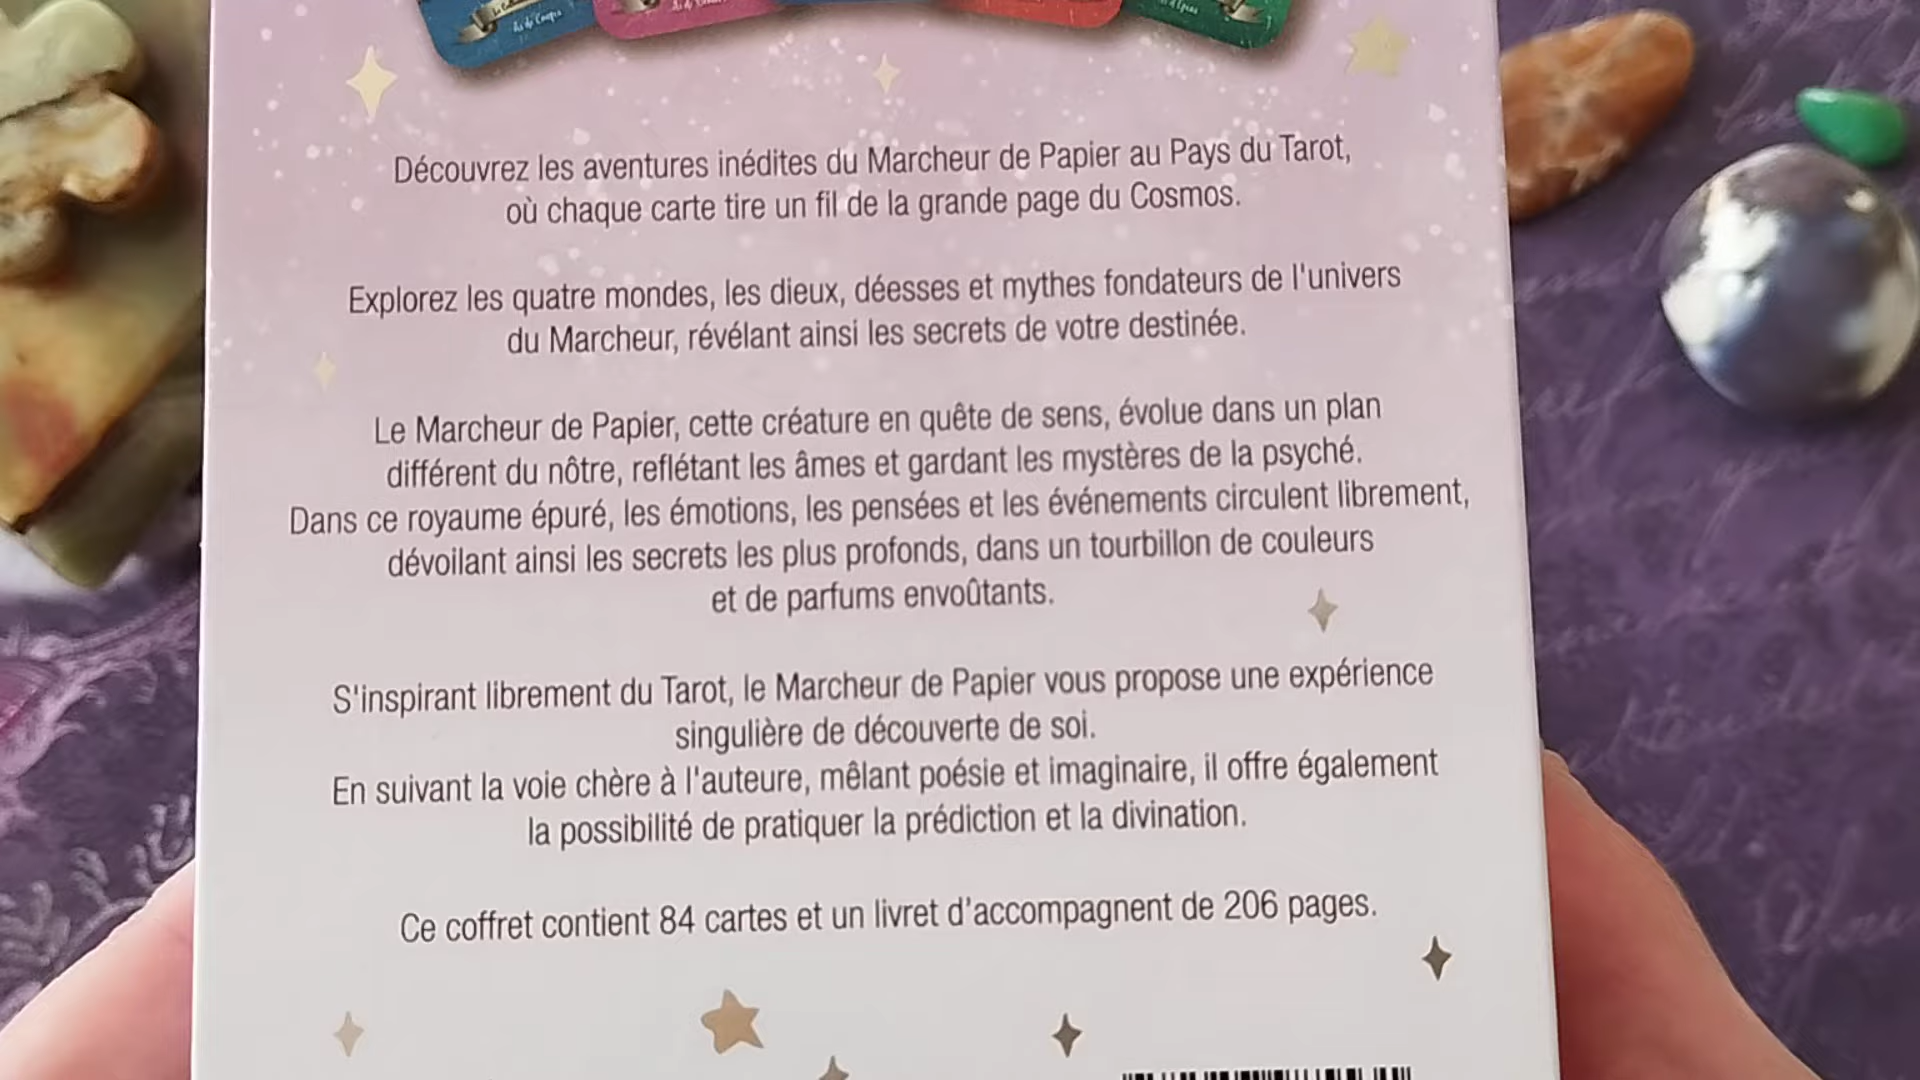 As de Coupe
Découvrez les aventures inédites du Marcheur de Papier au Pays du Tarot,
où chaque carte tire un fil de la grande page du Cosmos.
Explorez les quatre mondes, les dieux, déesses et mythes fondateurs de l'univers
du Marcheur, révélant ainsi les secrets de votre destinée.
Le Marcheur de Papier, cette créature en quête de sens, évolue dans un plan
différent du nôtre, reflétant les âmes et gardant les mystères de la psyché.
Dans ce royaume épuré, les émotions, les pensées et les événements circulent librement,
dévoilant ainsi les secrets les plus profonds, dans un tourbillon de couleurs
et de parfums envoûtants.
S'inspirant librement du Tarot, le Marcheur de Papier vous propose une expérience
singulière de découverte de soi.
En suivant la voie chère à l'auteure, mêlant poésie et imaginaire, il offre également
la possibilité de pratiquer la prédiction et la divination.
Ce coffret contient 84 cartes et un livret d'accompagnent de 206 pages.